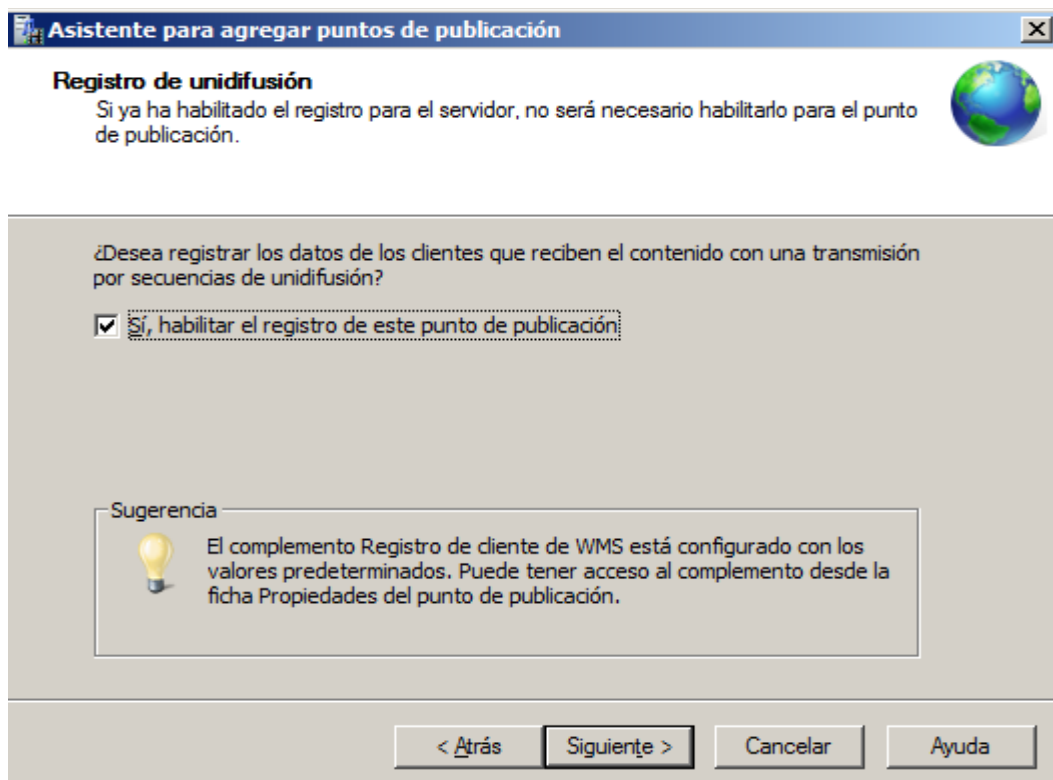 Asistente para agregar puntos de publicación
Registro de unidifusión
Si ya ha habilitado el registro para el servidor, no será necesario habilitarlo para el punto
de publicación.
¿Desea registrar los datos de los clientes que reciben el contenido con una transmisión
por secuencias de unidifusión?
Sí, habilitar el registro de este punto de publicación
Sugerencia
El complemento Registro de cliente de WMS está configurado con los
valores predeterminados. Puede tener acceso al complemento desde la
ficha Propiedades del punto de publicación.
< Atrás Siguiente > Cancelar Ayuda